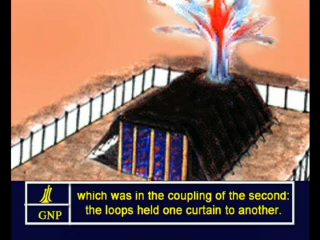 which was in the coupling of the second:
the loops held one curtain to another.
GNP